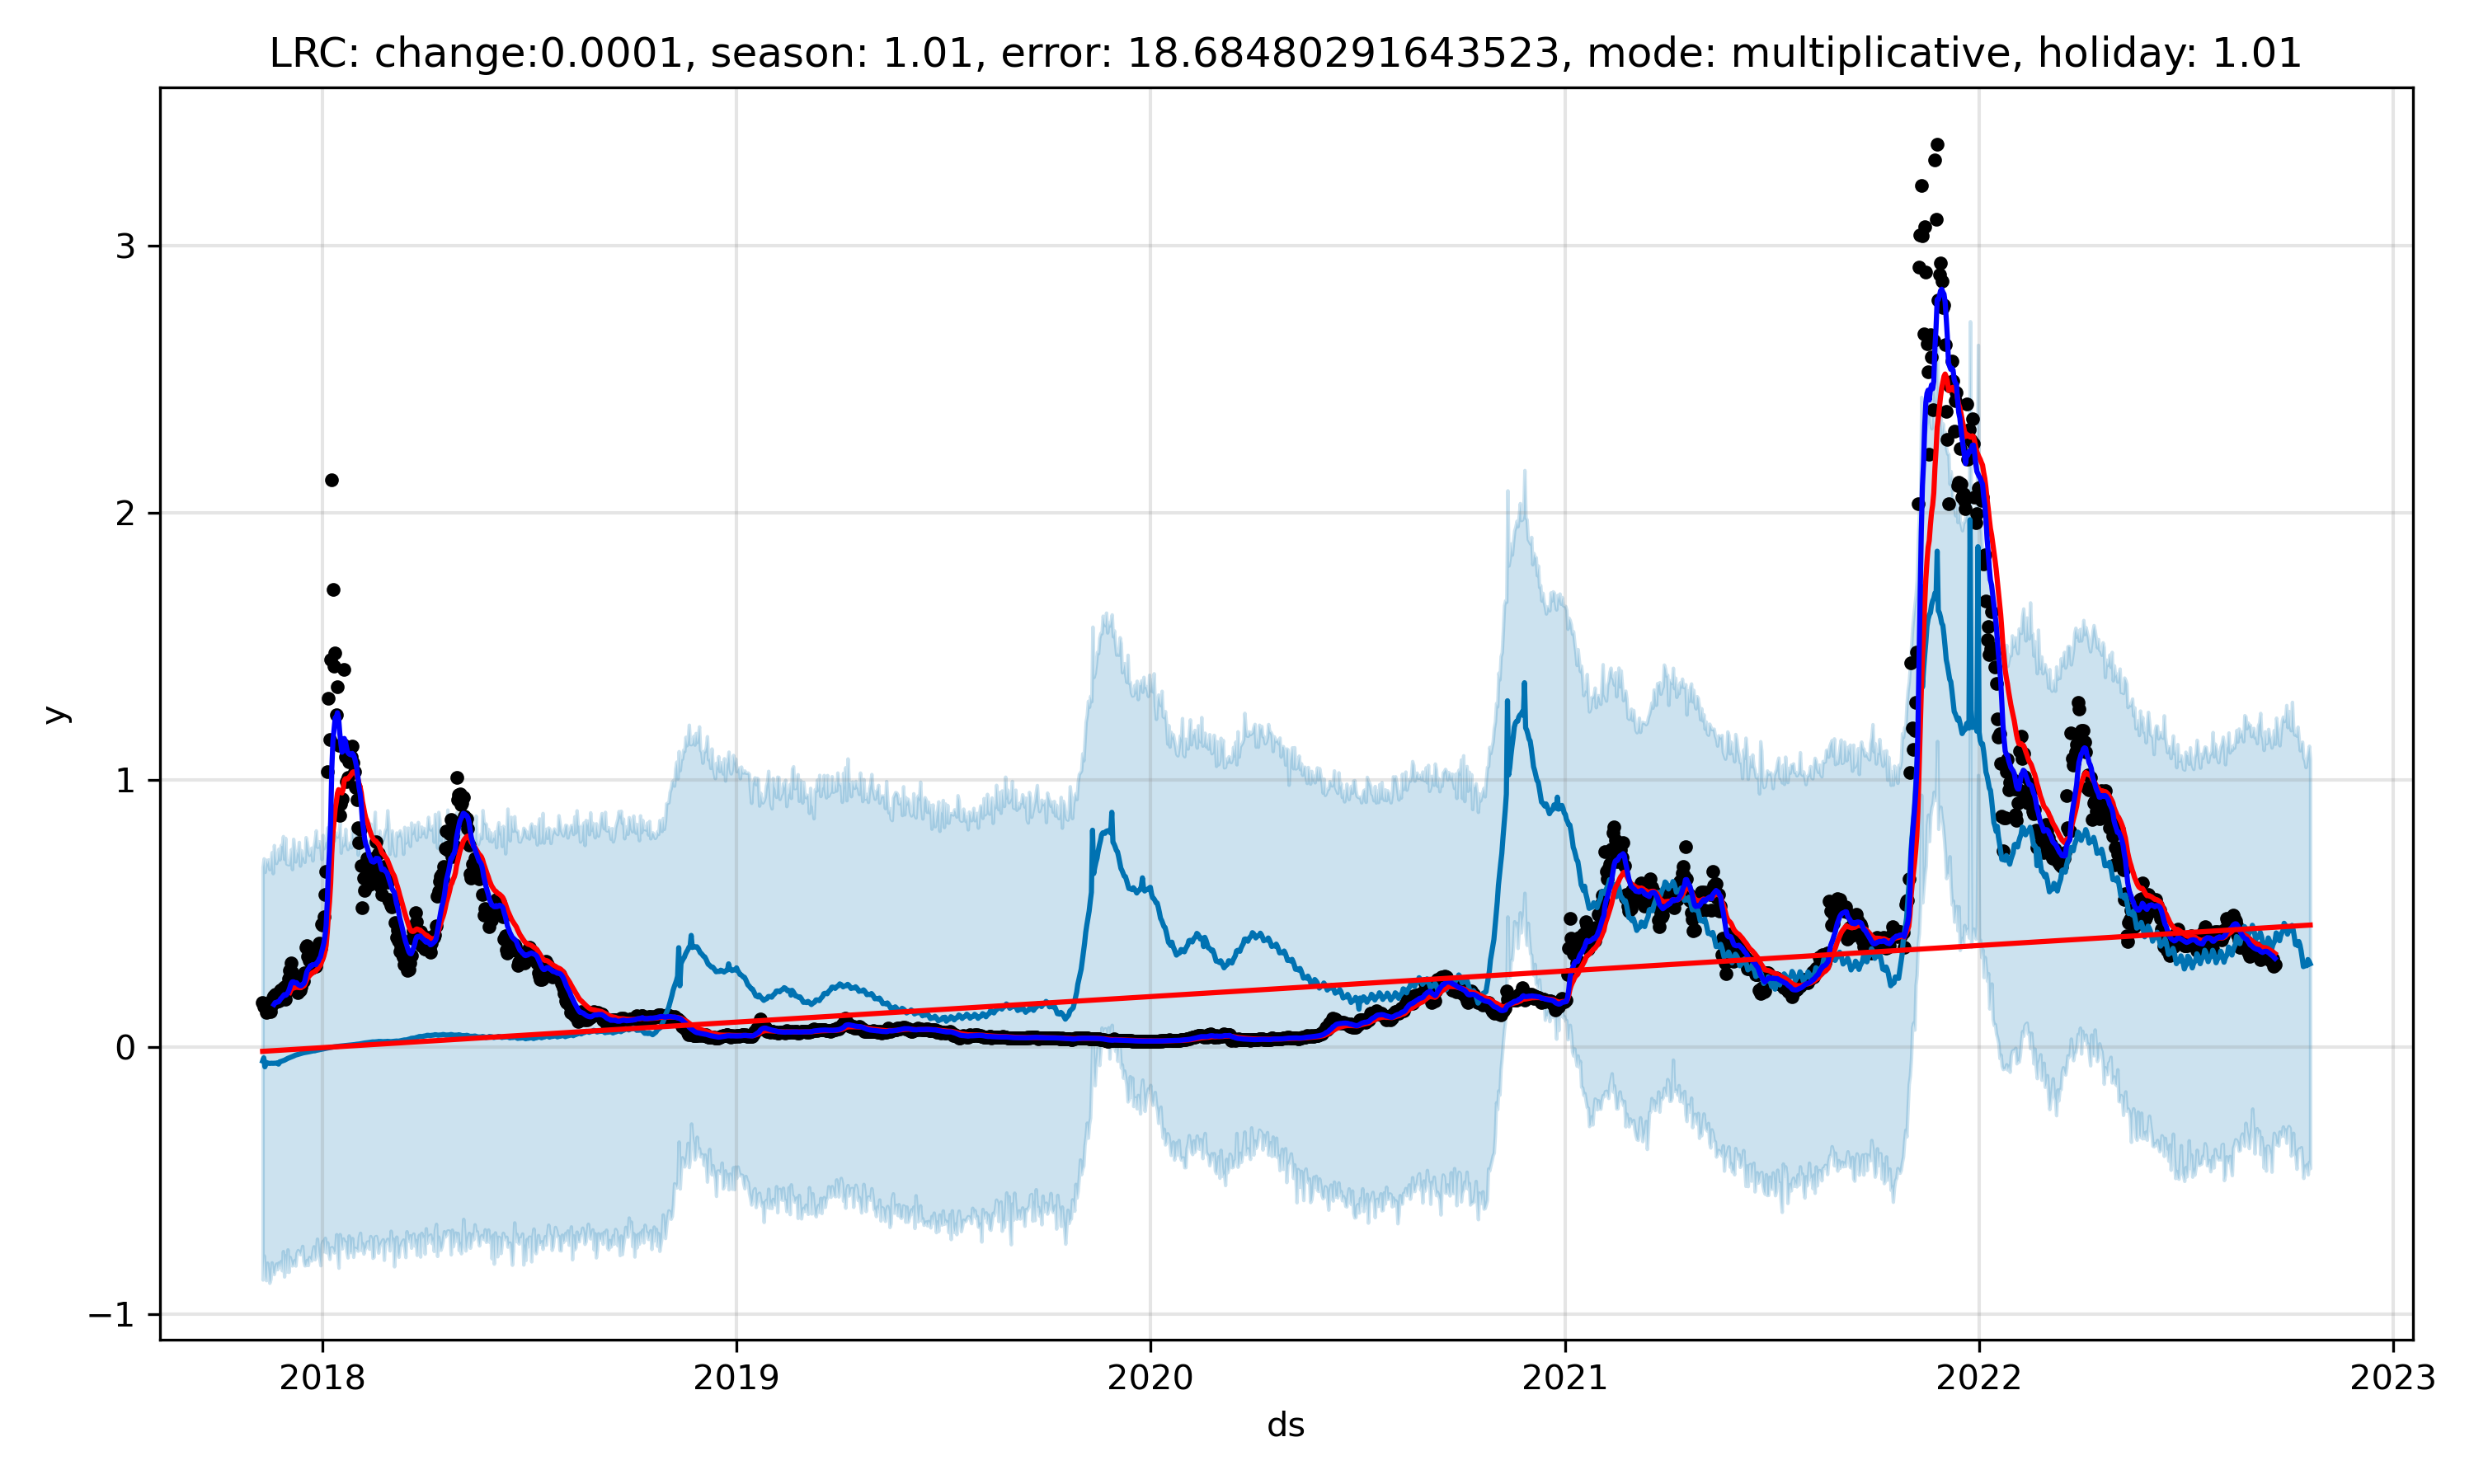 LRC: change:0.0001, season: 1.01, error: 18.68480291643523, mode: multiplicative, holiday: 1.01
y
3
2
1
0
−1
2018 2019 2020 2021 2022 2023
ds